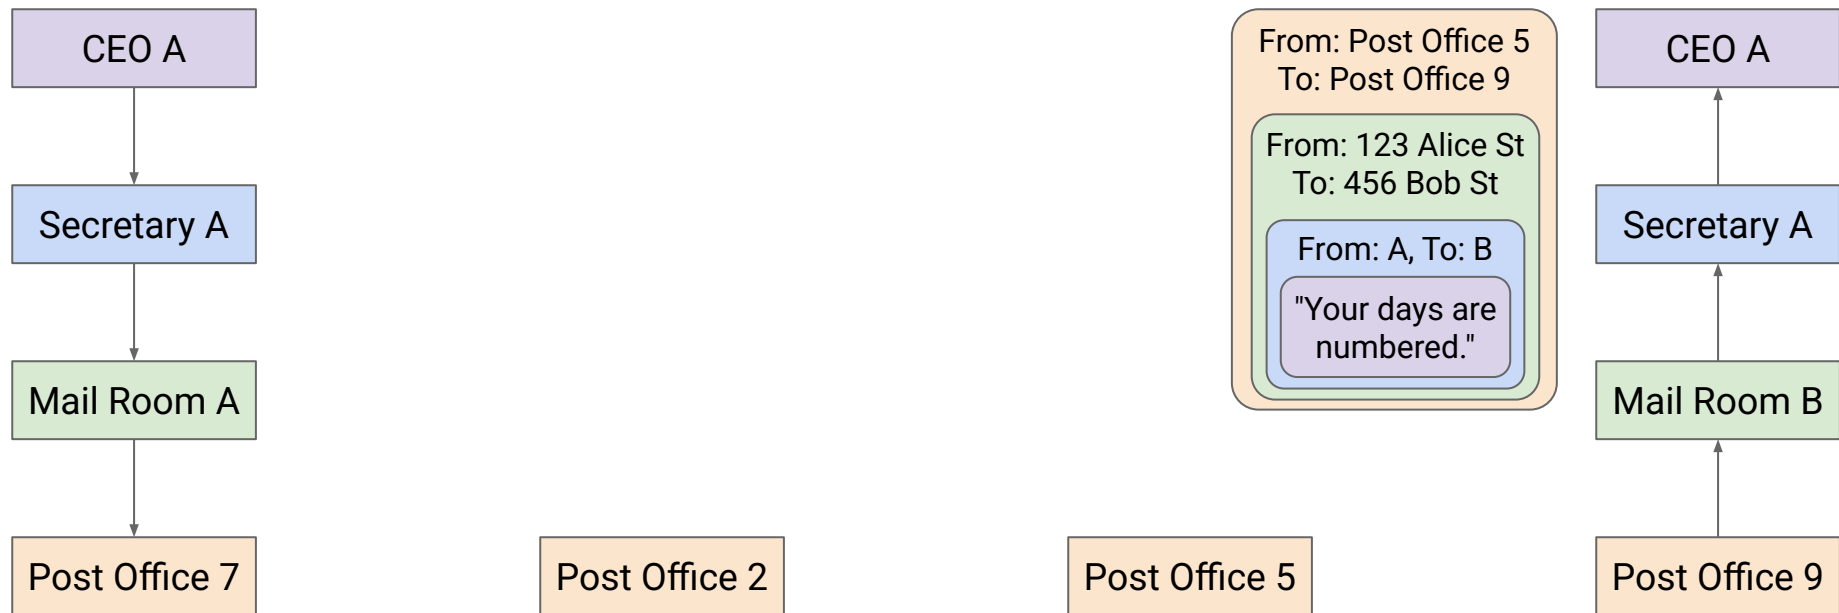 CEO A
Secretary A
Mail Room A
Post Office 7
Post Office 2
Post Office 5
From: Post Office 5
To: Post Office 9
From: 123 Alice St
To: 456 Bob St
From: A, To: B
"Your days are
numbered."
CEO A
Secretary A
Mail Room B
Post Office 9